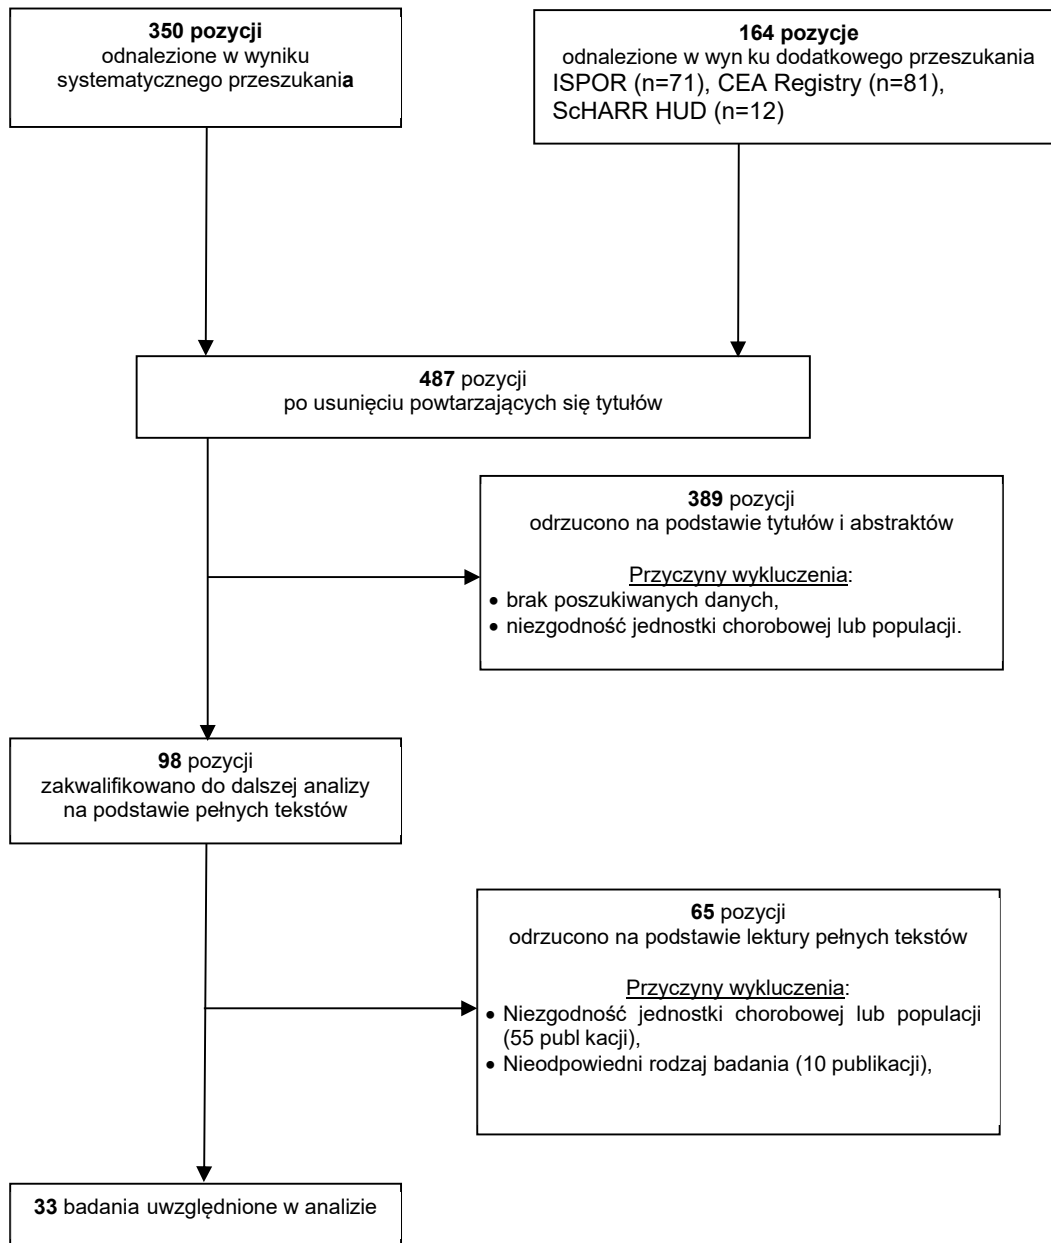 350 pozycji
odnalezione w wyniku
systematycznego przeszukania
164 pozycje
odnalezione w wyn ku dodatkowego przeszukania
ISPOR (n=71), CEA Registry (n=81),
ScHARR HUD (n=12)
487 pozycji
po usunięciu powtarzających się tytułów
389 pozycji
odrzucono na podstawie tytułów i abstraktów
Przyczyny wykluczenia:
• brak poszukiwanych danych,
• niezgodność jednostki chorobowej lub populacji.
98 pozycji
zakwalifikowano do dalszej analizy
na podstawie pełnych tekstów
65 pozycji
odrzucono na podstawie lektury pełnych tekstów
Przyczyny wykluczenia:
• Niezgodność jednostki chorobowej lub populacji
(55 publ kacji),
• Nieodpowiedni rodzaj badania (10 publikacji),
33 badania uwzględnione w analizie